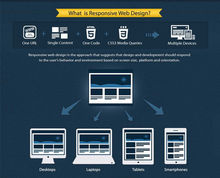 What is Responsive Web Design?
One URL + Single Content + One Code + CSS3 Media Queries Multiple Devices
Responsive web design is the approach that suggests that design and development should respond
to the user's behavior and environment based on screen size, platform and orientation.
Desktops Laptops Tablets Smartphones